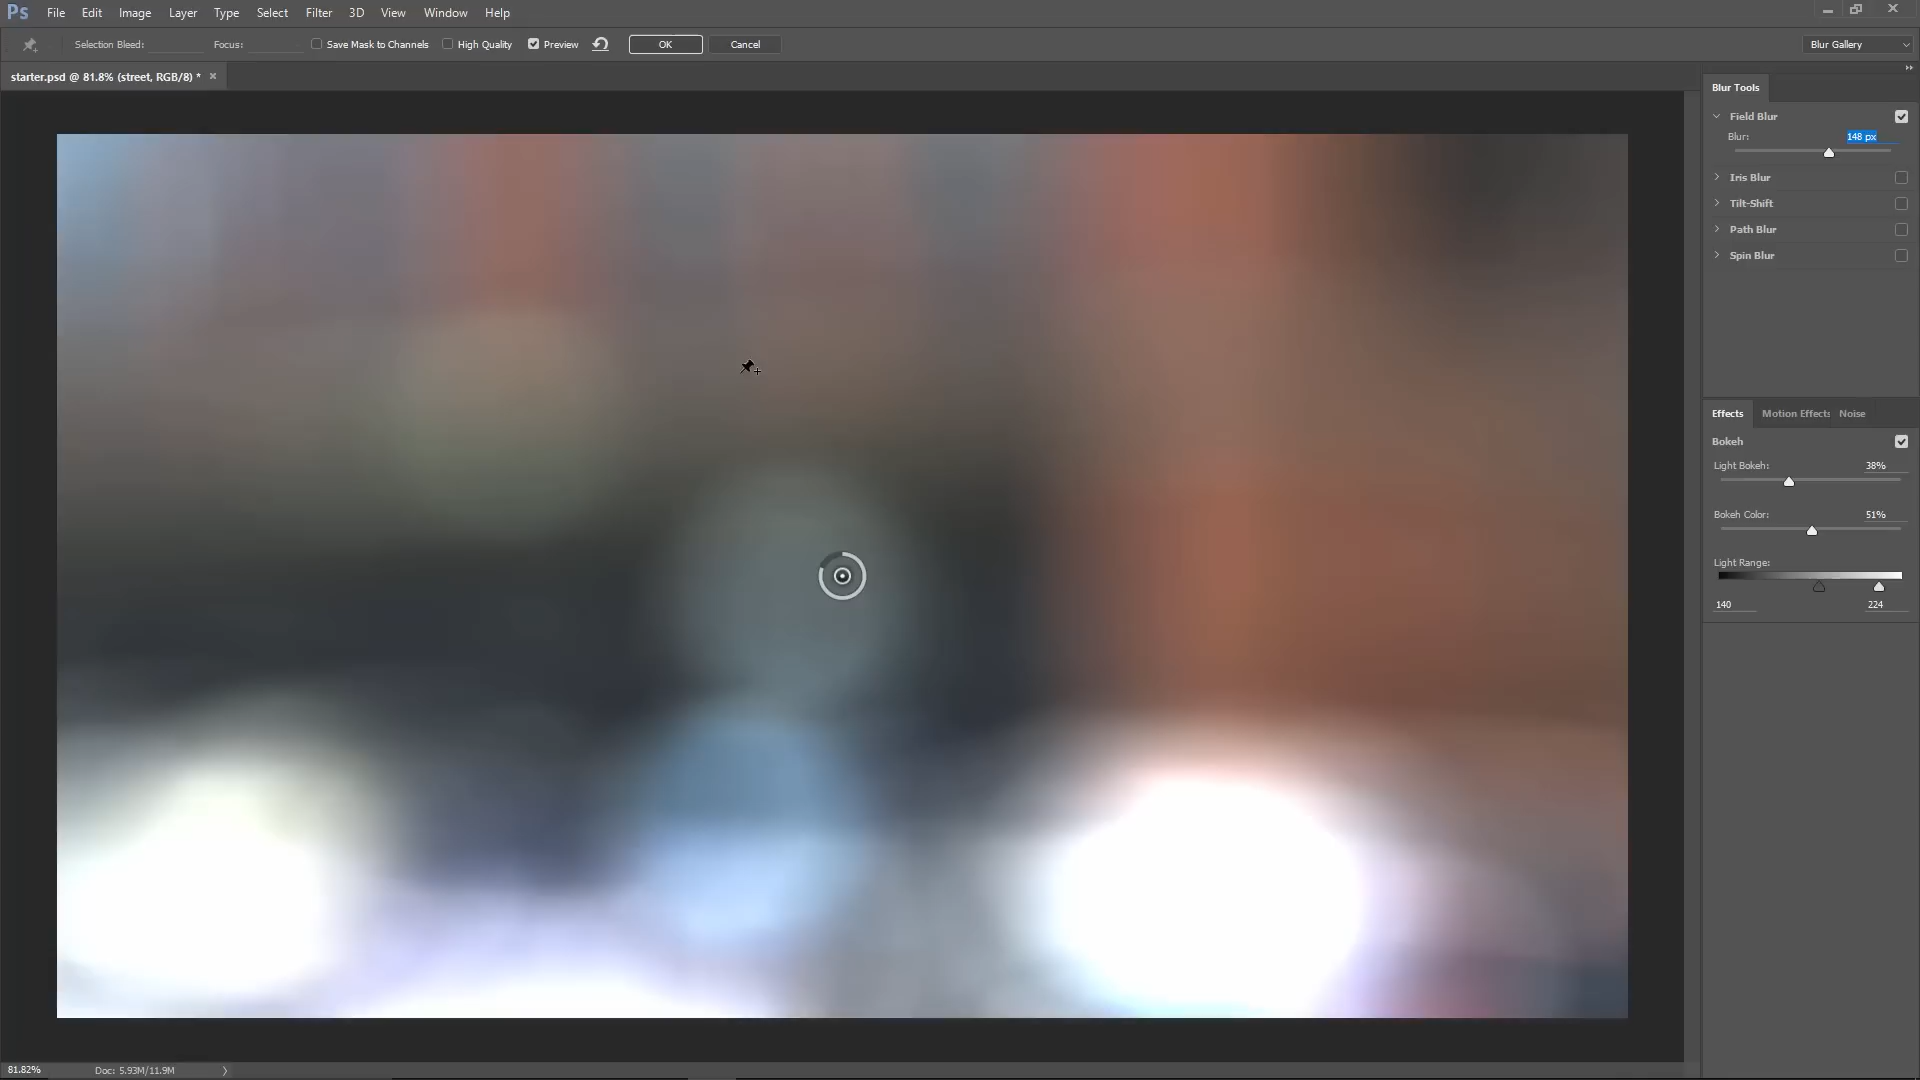 Ps File Edit Image Layer Type Select Filter 3D View Window Help
Selection Bleed: Focus: Save Mask to Channels High Quality Preview OK Cancel Blur Gallery
starter.psd @ 81.8% (street, RGB/8) *
Blur Tools
Field Blur
Blur: 148 px
Iris Blur
Tilt-Shift
Path Blur
Spin Blur
Effects Motion Effects Noise
Bokeh
Light Bokeh: 38%
Bokeh Color: 51%
Light Range:
140 224
81.82% Doc: 5.93M/11.9M